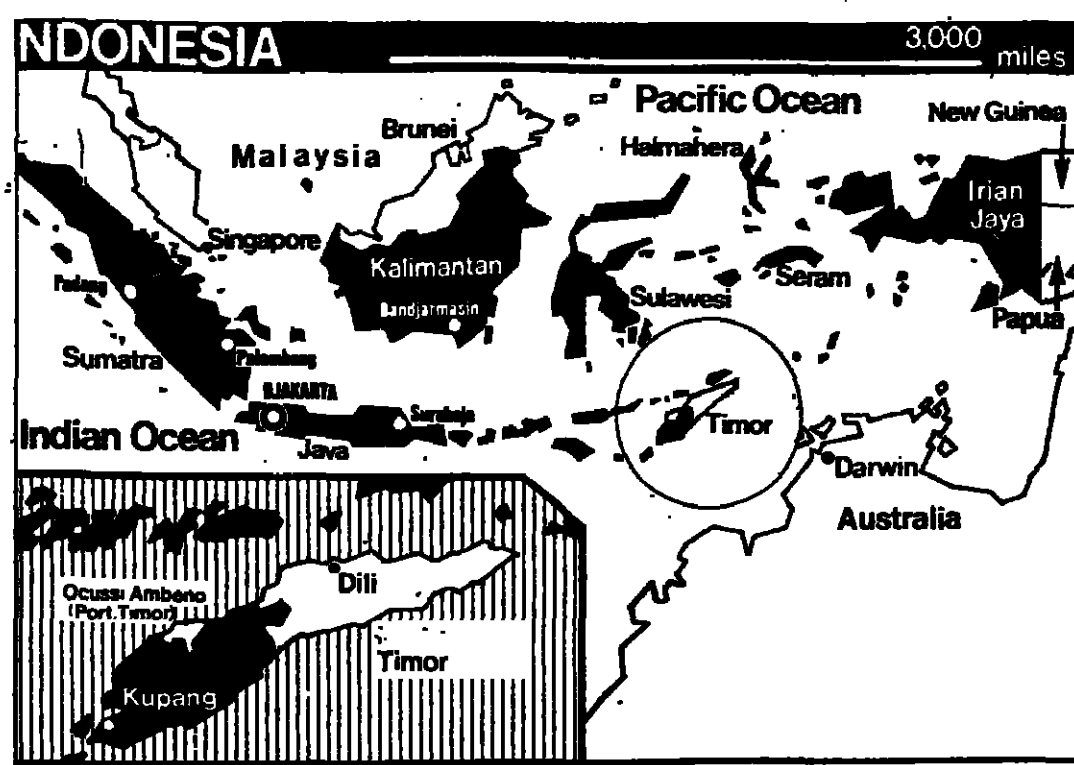 NDONESIA
3,000
miles
Pacific Ocean
New Guinea
Brunei
Malaysia
Halmahera
Irian
Jaya
Singapore
Kalimantan
Padang
Bandjarmasin
Sulawesi
Seram
Papua
Sumatra
Palembang
DJAKARTA
Surabaja
Indian Ocean
Java
Timor
Darwin
Australia
Ocussi Ambeno
(Port.Timor)
Dili
Timor
Kupang